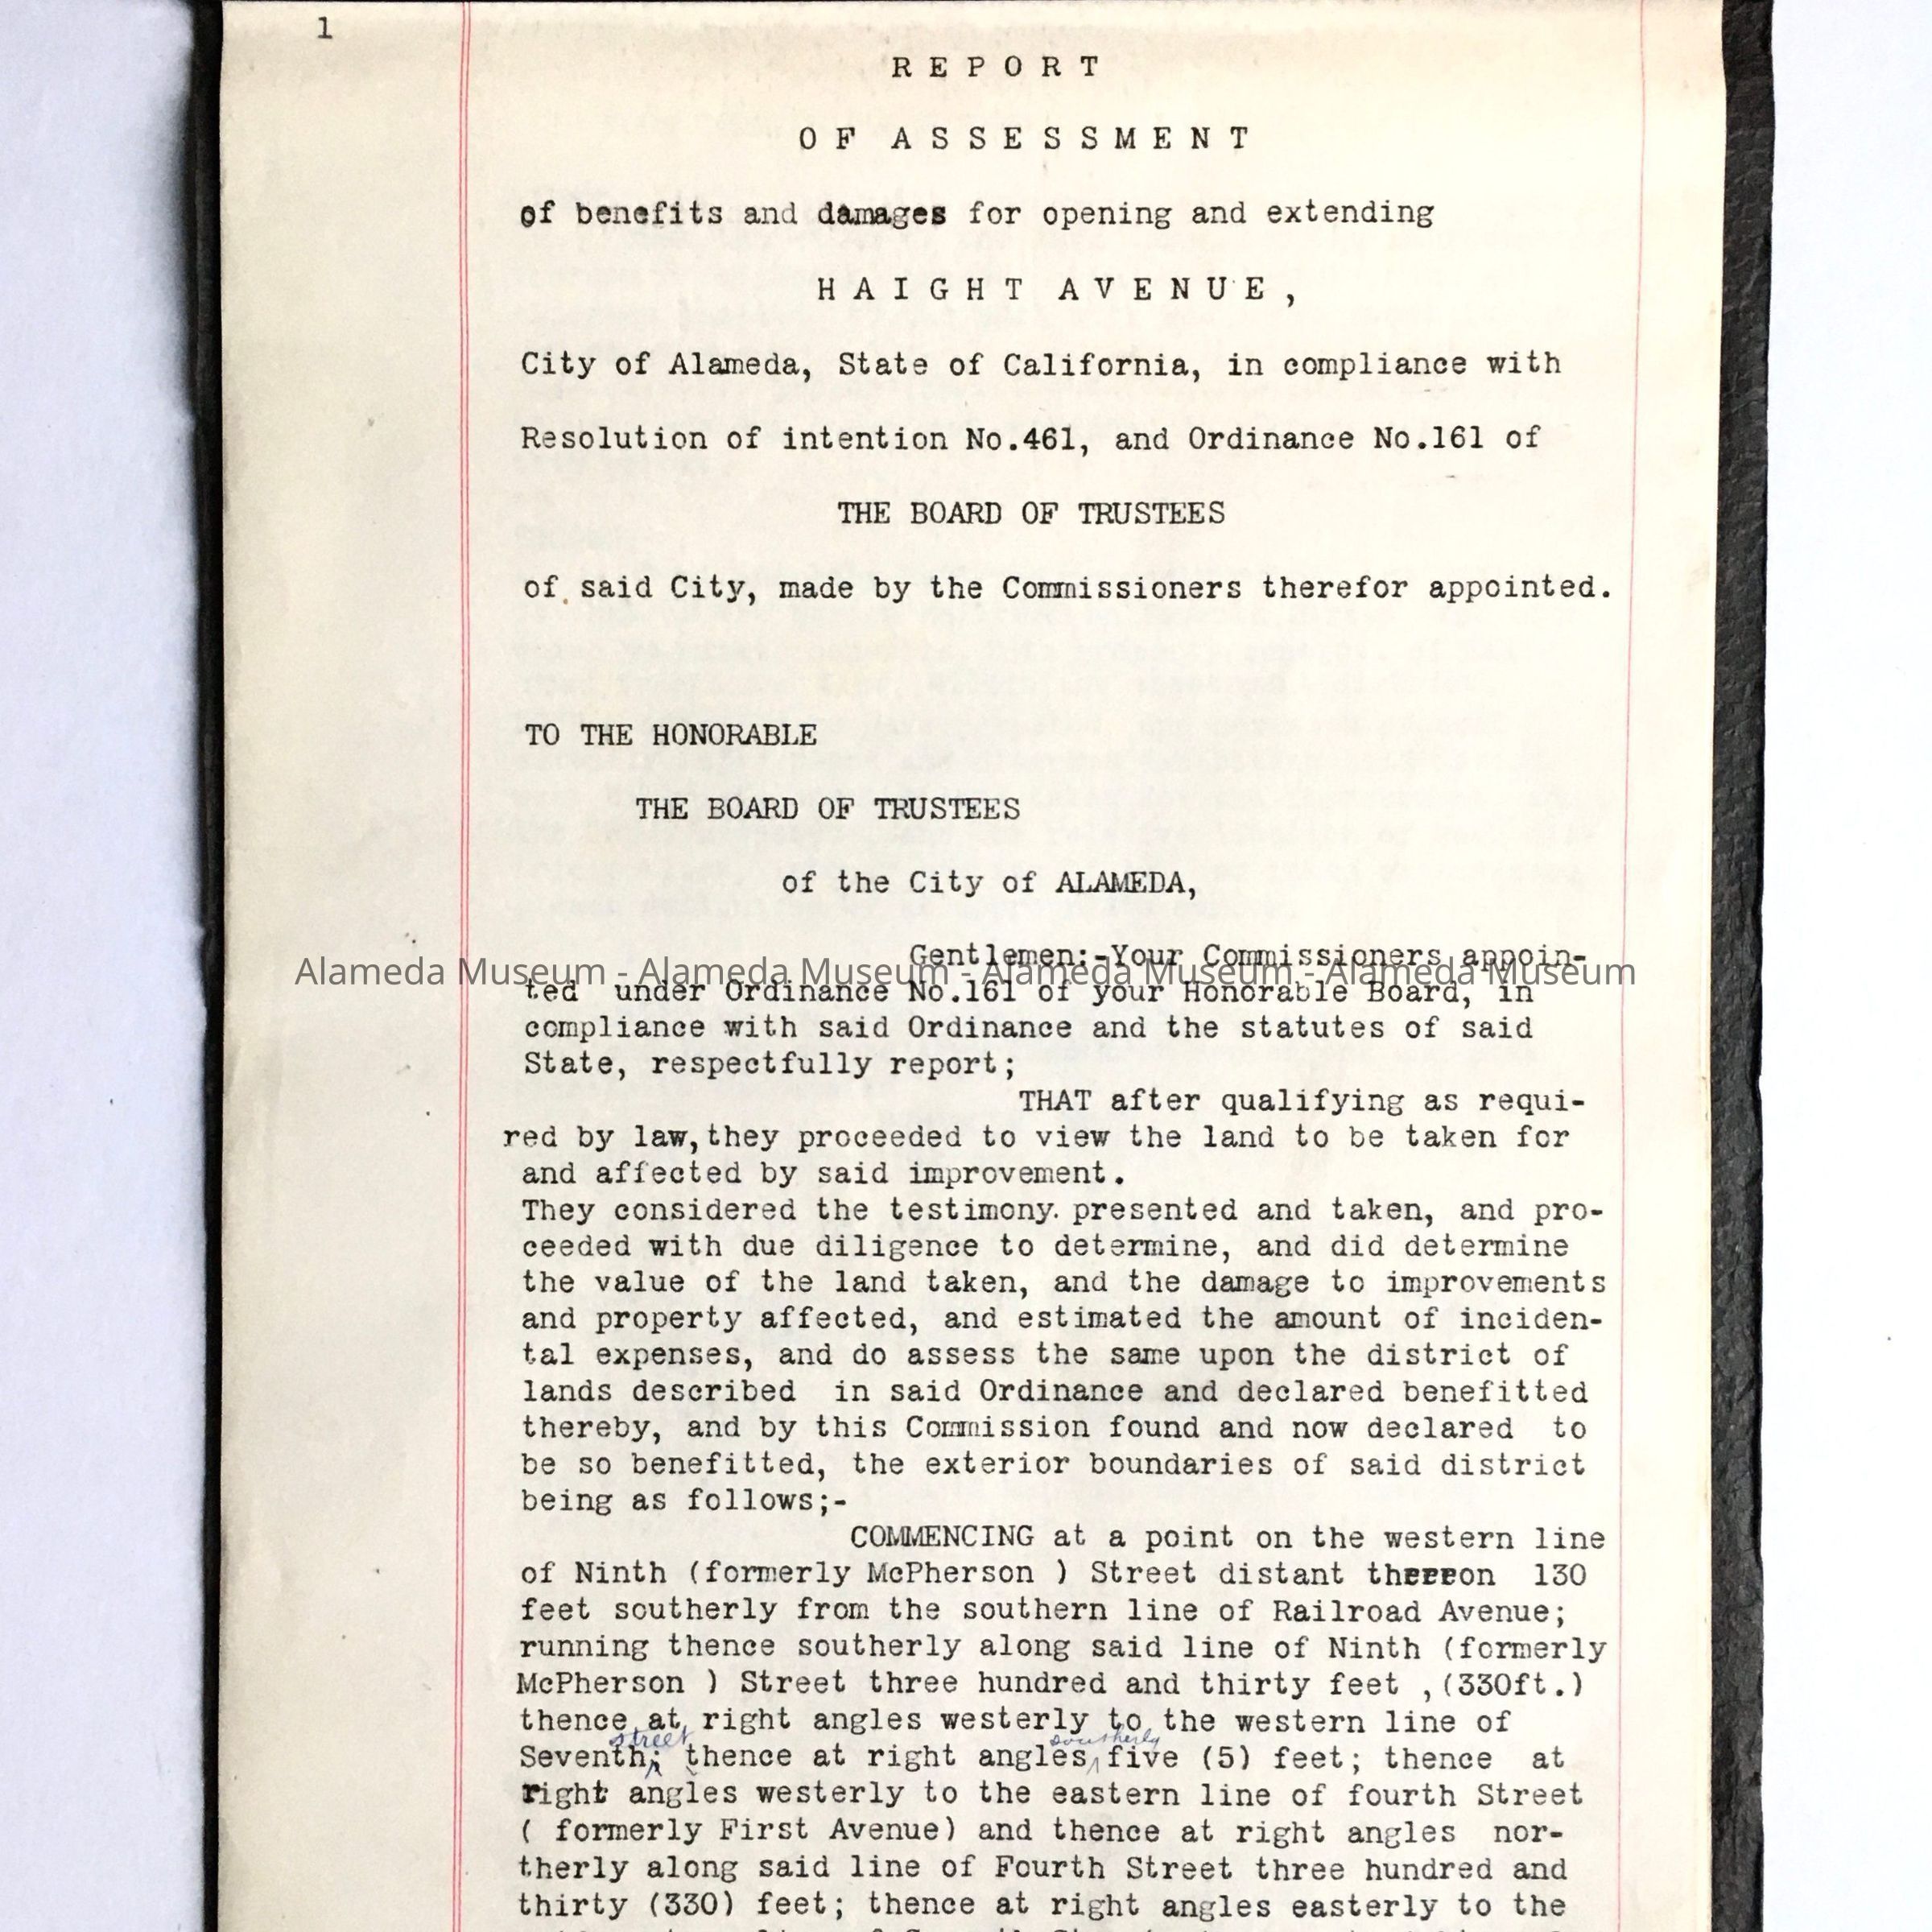 1
REPORT
OF ASSESSMENT
of benefits and damages for opening and extending
HAIGHT AVENUE,
City of Alameda, State of California, in compliance with
Resolution of intention No.461, and Ordinance No.161 of
THE BOARD OF TRUSTEES
of said City, made by the Commissioners therefor appointed.
TO THE HONORABLE
THE BOARD OF TRUSTEES
of the City of ALAMEDA,
Gentlemen:-Your Commissioners appoin-
Alameda Museum - Alameda Museum - Alameda Museum - Alameda Museum
ted under Ordinance No.161 of your Honorable Board, in
compliance with said Ordinance and the statutes of said
State, respectfully report;
THAT after qualifying as requi-
red by law, they proceeded to view the land to be taken for
and affected by said improvement.
They considered the testimony. presented and taken, and pro-
ceeded with due diligence to determine, and did determine
the value of the land taken, and the damage to improvements
and property affected, and estimated the amount of inciden-
tal expenses, and do assess the same upon the district of
lands described in said Ordinance and declared benefitted
thereby, and by this Commission found and now declared to
be so benefitted, the exterior boundaries of said district
being as follows;-
COMMENCING at a point on the western line
of Ninth (formerly McPherson ) Street distant thereon 130
feet southerly from the southern line of Railroad Avenue;
running thence southerly along said line of Ninth (formerly
McPherson ) Street three hundred and thirty feet ,(330ft.)
thence at right angles westerly to the western line of
street southerly
Seventh; thence at right angles five (5) feet; thence at
right angles westerly to the eastern line of fourth Street
( formerly First Avenue) and thence at right angles nor-
therly along said line of Fourth Street three hundred and
thirty (330) feet; thence at right angles easterly to the